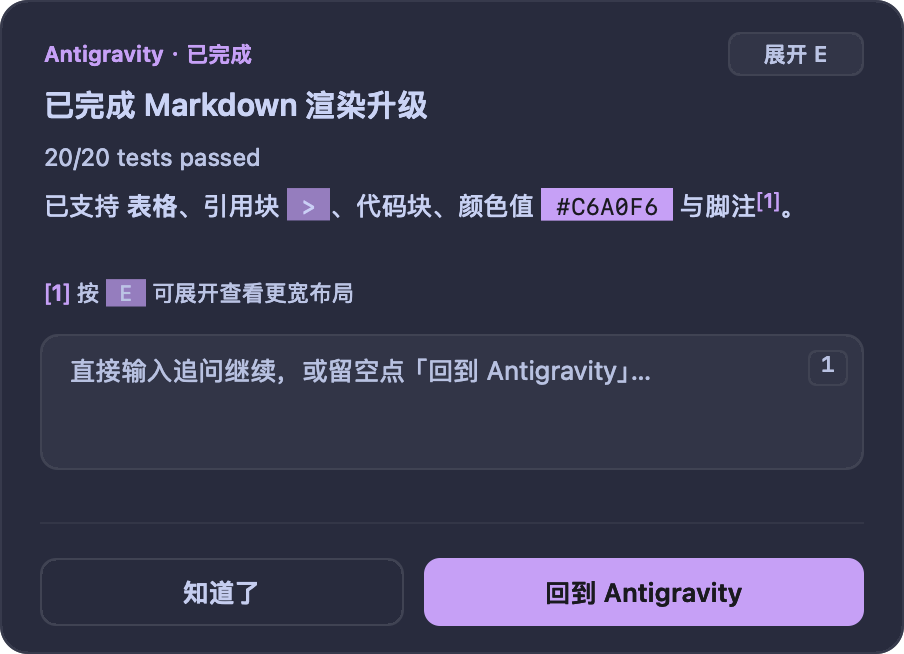 Antigravity · 已完成
展开 E
已完成 Markdown 渲染升级
20/20 tests passed
已支持 表格、引用块 > 、代码块、颜色值 #C6A0F6 与脚注[1]。
[1] 按 E 可展开查看更宽布局
直接输入追问继续，或留空点「回到 Antigravity」...
1
知道了
回到 Antigravity